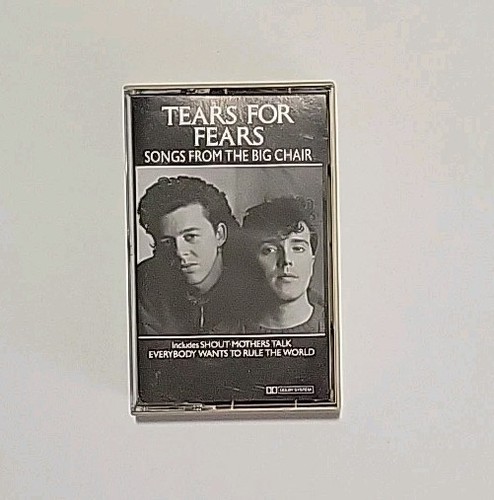 TEARS FOR
FEARS
SONGS FROM THE BIG CHAIR
Includes SHOUT·MOTHERS TALK
EVERYBODY WANTS TO RULE THE WORLD
DOLBY SYSTEM